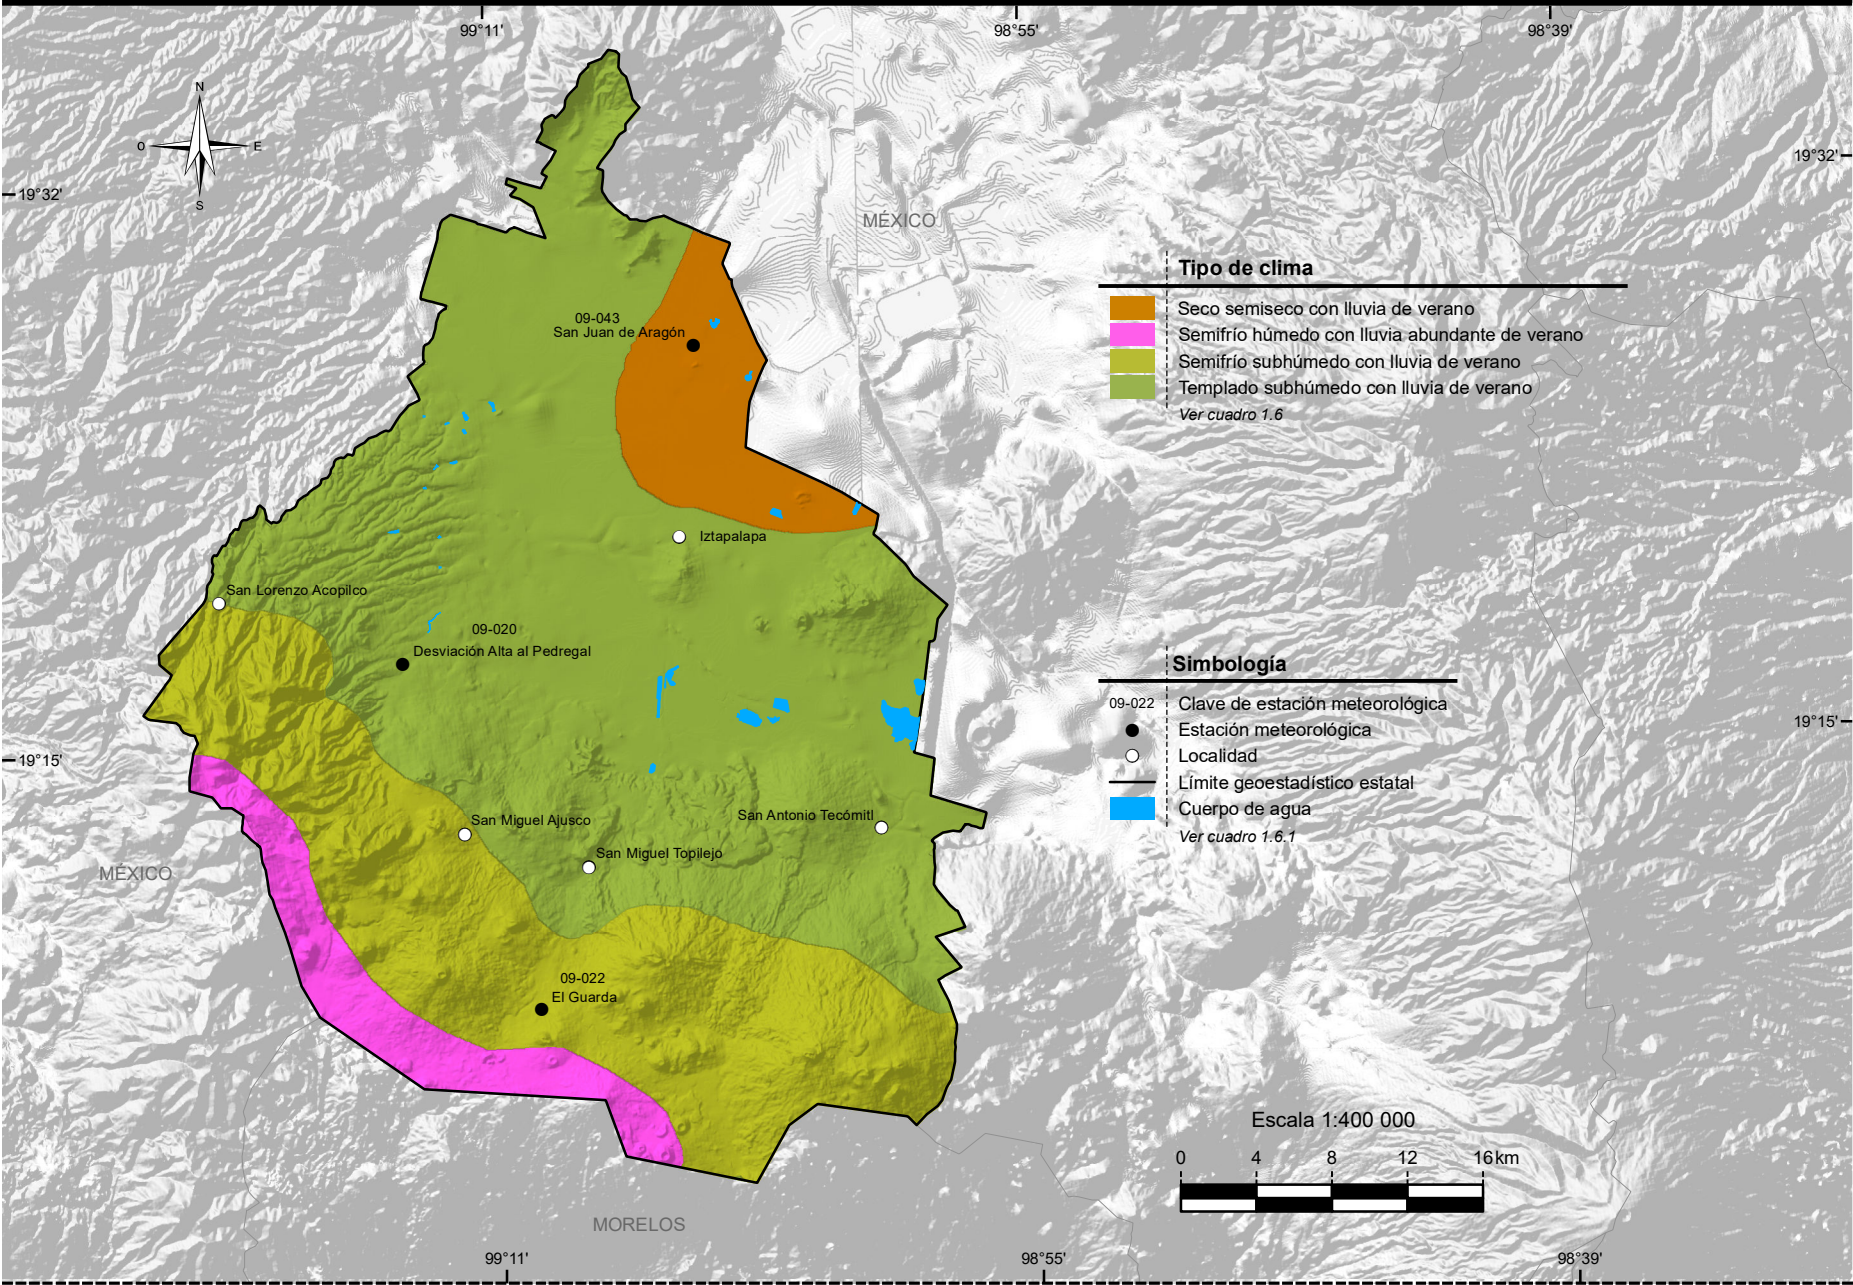 99°11'
98°55'
98°39'
N
O
E
S
19°32'
19°32'
MÉXICO
Tipo de clima
Seco semiseco con lluvia de verano
Semifrío húmedo con lluvia abundante de verano
Semifrío subhúmedo con lluvia de verano
Templado subhúmedo con lluvia de verano
Ver cuadro 1.6
09-043
San Juan de Aragón
Iztapalapa
San Lorenzo Acopilco
09-020
Desviación Alta al Pedregal
Simbología
09-022
Clave de estación meteorológica
Estación meteorológica
Localidad
Límite geoestadístico estatal
Cuerpo de agua
Ver cuadro 1.6.1
19°15'
19°15'
San Miguel Ajusco
San Antonio Tecómitl
San Miguel Topilejo
MÉXICO
09-022
El Guarda
Escala 1:400 000
0 4 8 12 16 km
MORELOS
99°11'
98°55'
98°39'